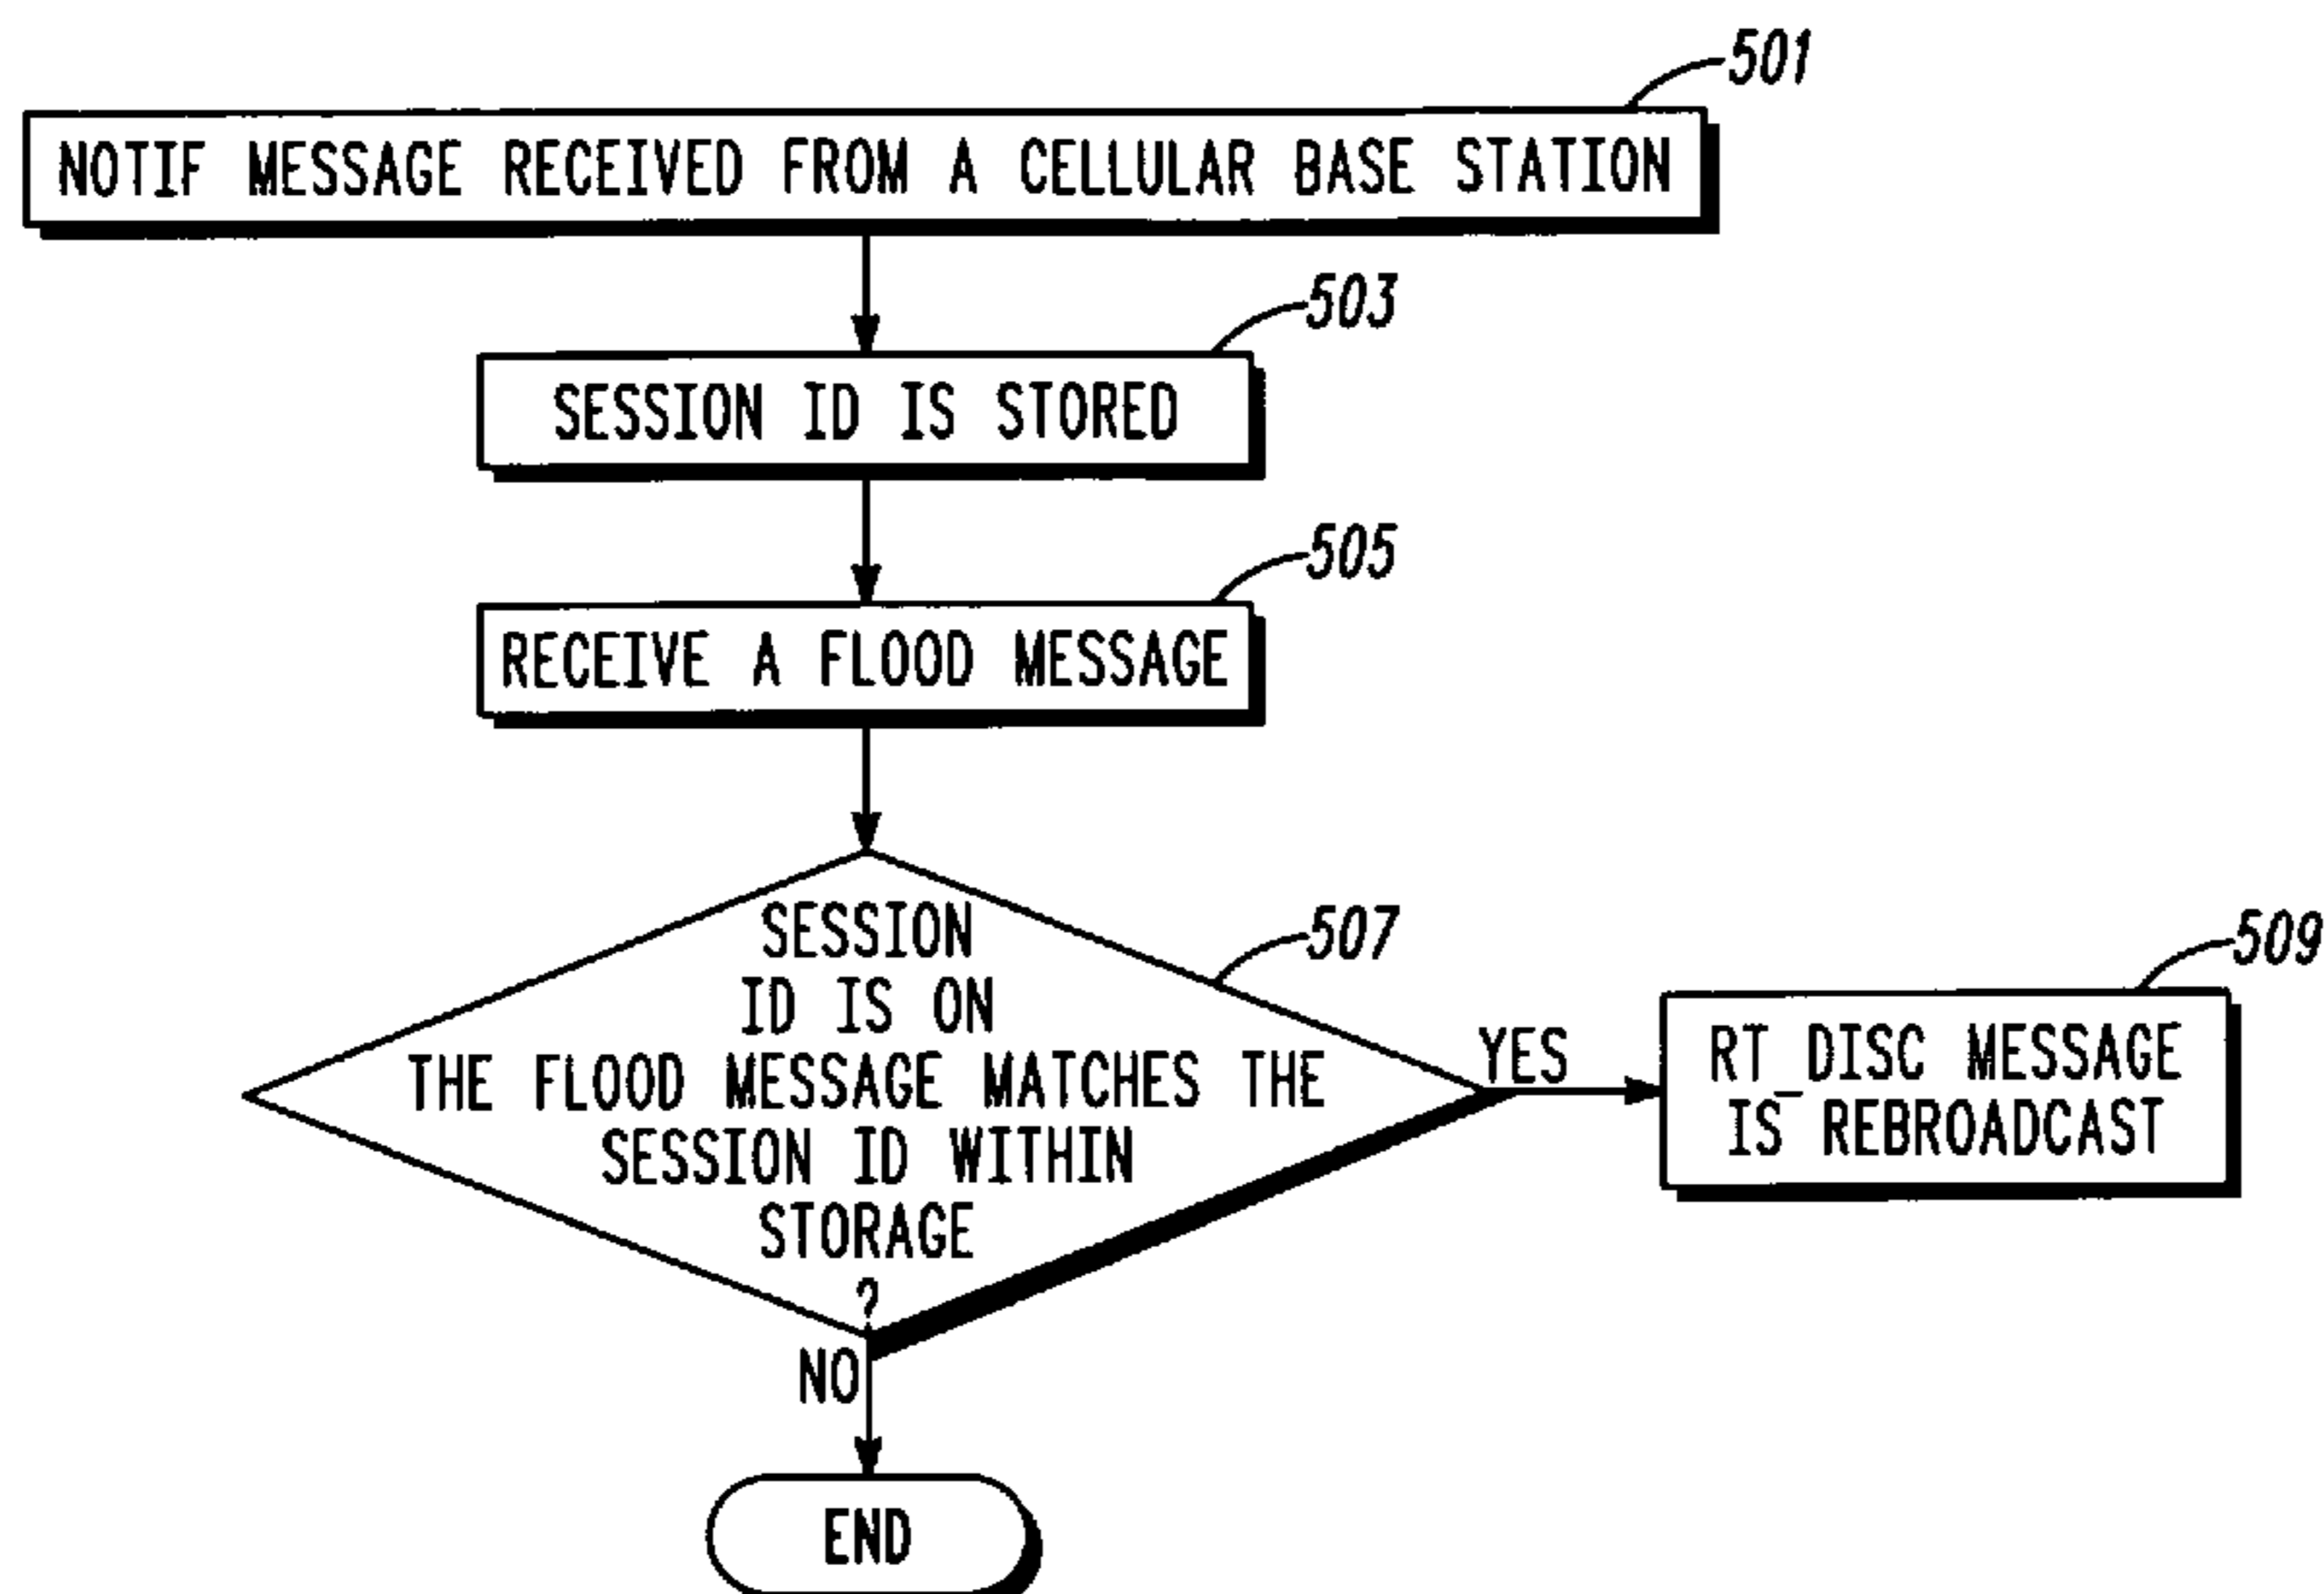 501
NOTIF MESSAGE RECEIVED FROM A CELLULAR BASE STATION
503
SESSION ID IS STORED
505
RECEIVE A FLOOD MESSAGE
507
SESSION
ID IS ON
THE FLOOD MESSAGE MATCHES THE
SESSION ID WITHIN
STORAGE
?
YES
509
RT_DISC MESSAGE
IS REBROADCAST
NO
END